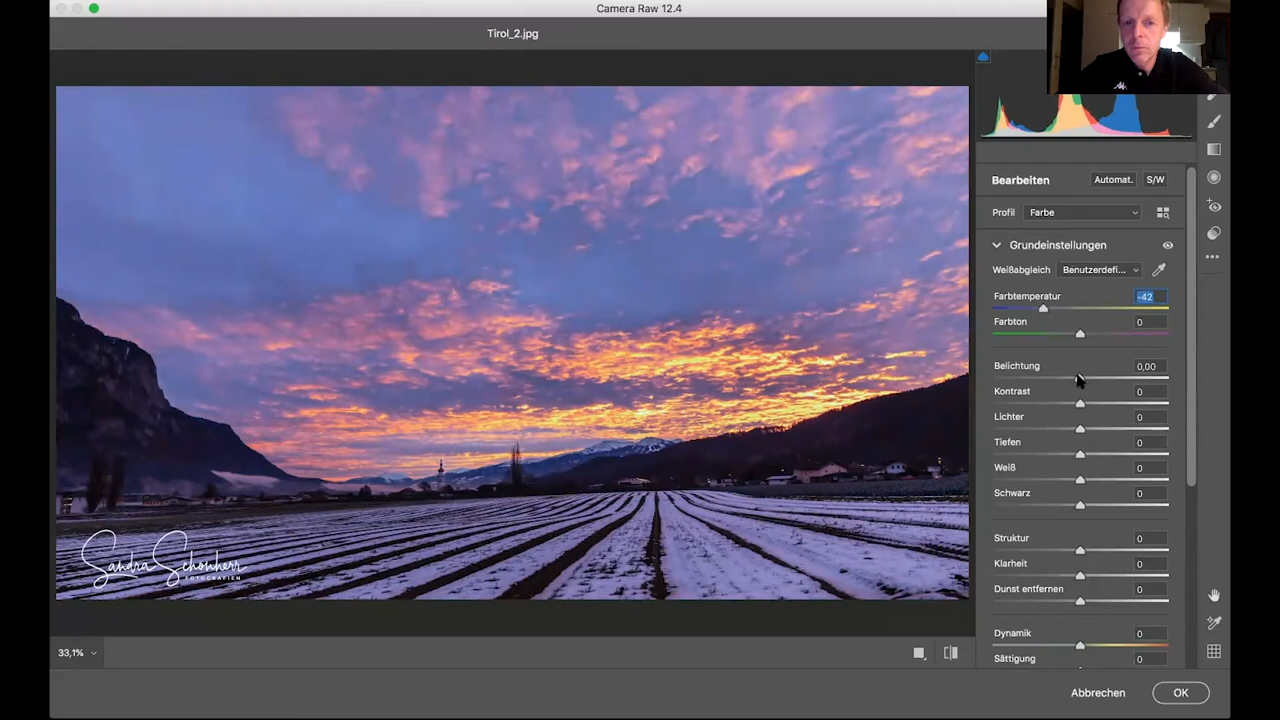 Camera Raw 12.4
Tirol_2.jpg
Bearbeiten Automat. S/W
Profil Farbe
Grundeinstellungen
Weißabgleich Benutzerdefi...
Farbtemperatur -42
Farbton 0
Belichtung 0,00
Kontrast 0
Lichter 0
Tiefen 0
Weiß 0
Schwarz 0
Struktur 0
Klarheit 0
Dunst entfernen 0
Dynamik 0
Sättigung 0
Sandra Schönherr
FOTOGRAFIEN
33,1%
Abbrechen OK